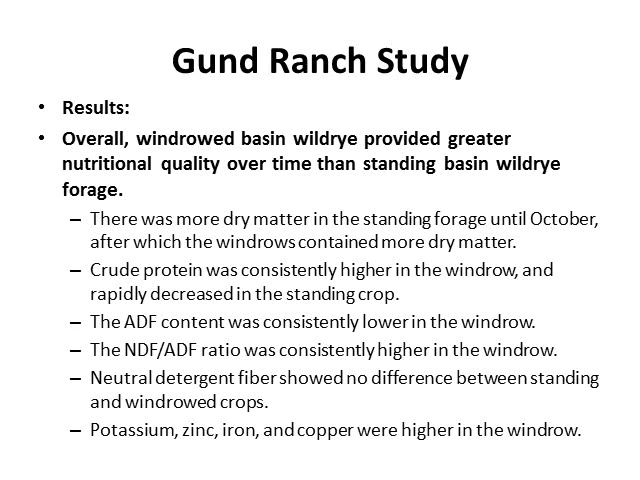 Gund Ranch Study
• Results:
• Overall, windrowed basin wildrye provided greater
nutritional quality over time than standing basin wildrye
forage.
– There was more dry matter in the standing forage until October,
after which the windrows contained more dry matter.
– Crude protein was consistently higher in the windrow, and
rapidly decreased in the standing crop.
– The ADF content was consistently lower in the windrow.
– The NDF/ADF ratio was consistently higher in the windrow.
– Neutral detergent fiber showed no difference between standing
and windrowed crops.
– Potassium, zinc, iron, and copper were higher in the windrow.